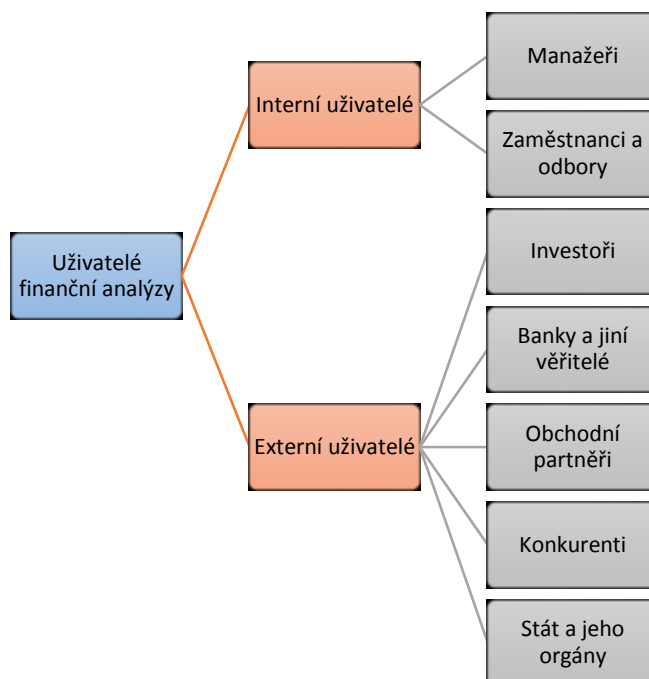 Uživatelé
finanční analýzy
Interní uživatelé
Manažeři
Zaměstnanci a
odbory
Externí uživatelé
Investoři
Banky a jiní
věřitelé
Obchodní
partněři
Konkurenti
Stát a jeho
orgány